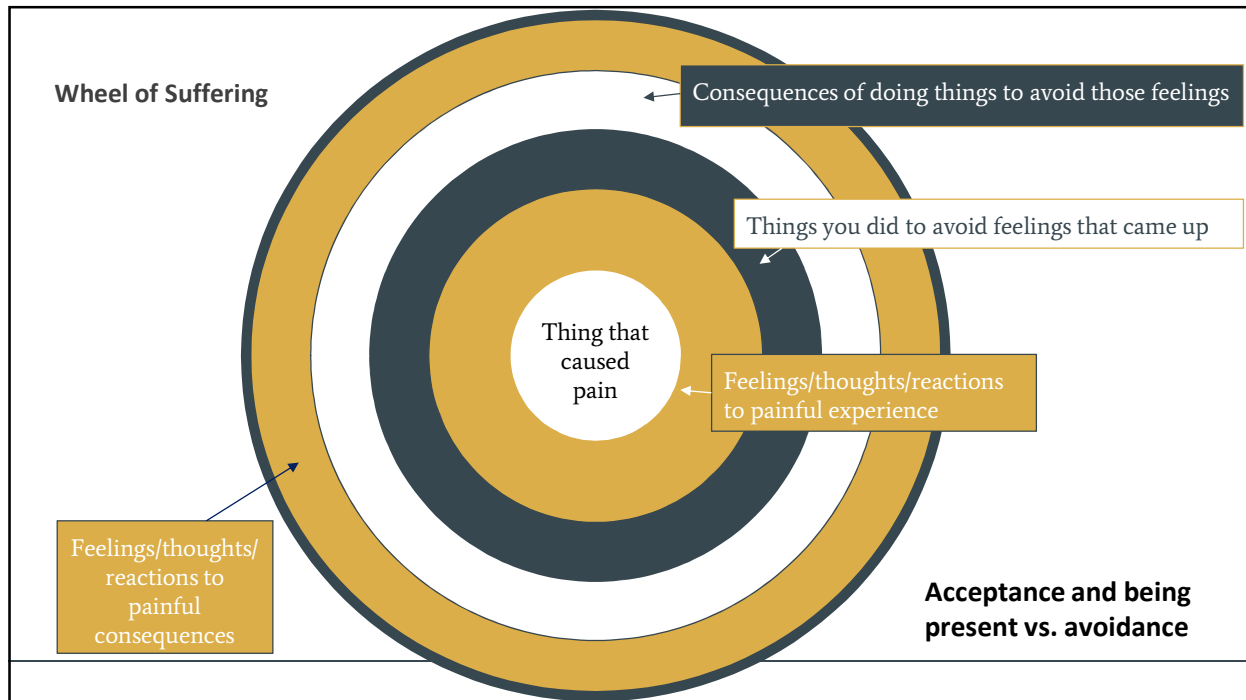 Wheel of Suffering
Consequences of doing things to avoid those feelings
Things you did to avoid feelings that came up
Thing that
caused
pain
Feelings/thoughts/reactions
to painful experience
Feelings/thoughts/
reactions to
painful
consequences
Acceptance and being
present vs. avoidance